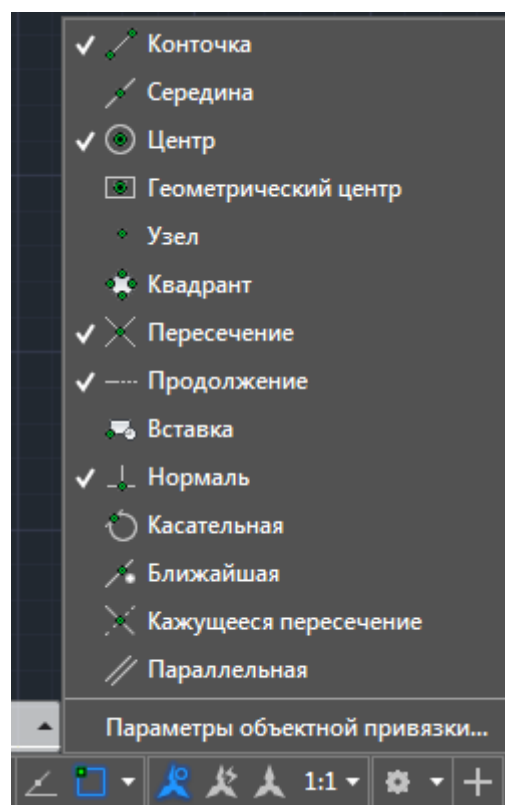 Конточка
Середина
Центр
Геометрический центр
Узел
Квадрант
Пересечение
Продолжение
Вставка
Нормаль
Касательная
Ближайшая
Кажущееся пересечение
Параллельная
Параметры объектной привязки...
1:1